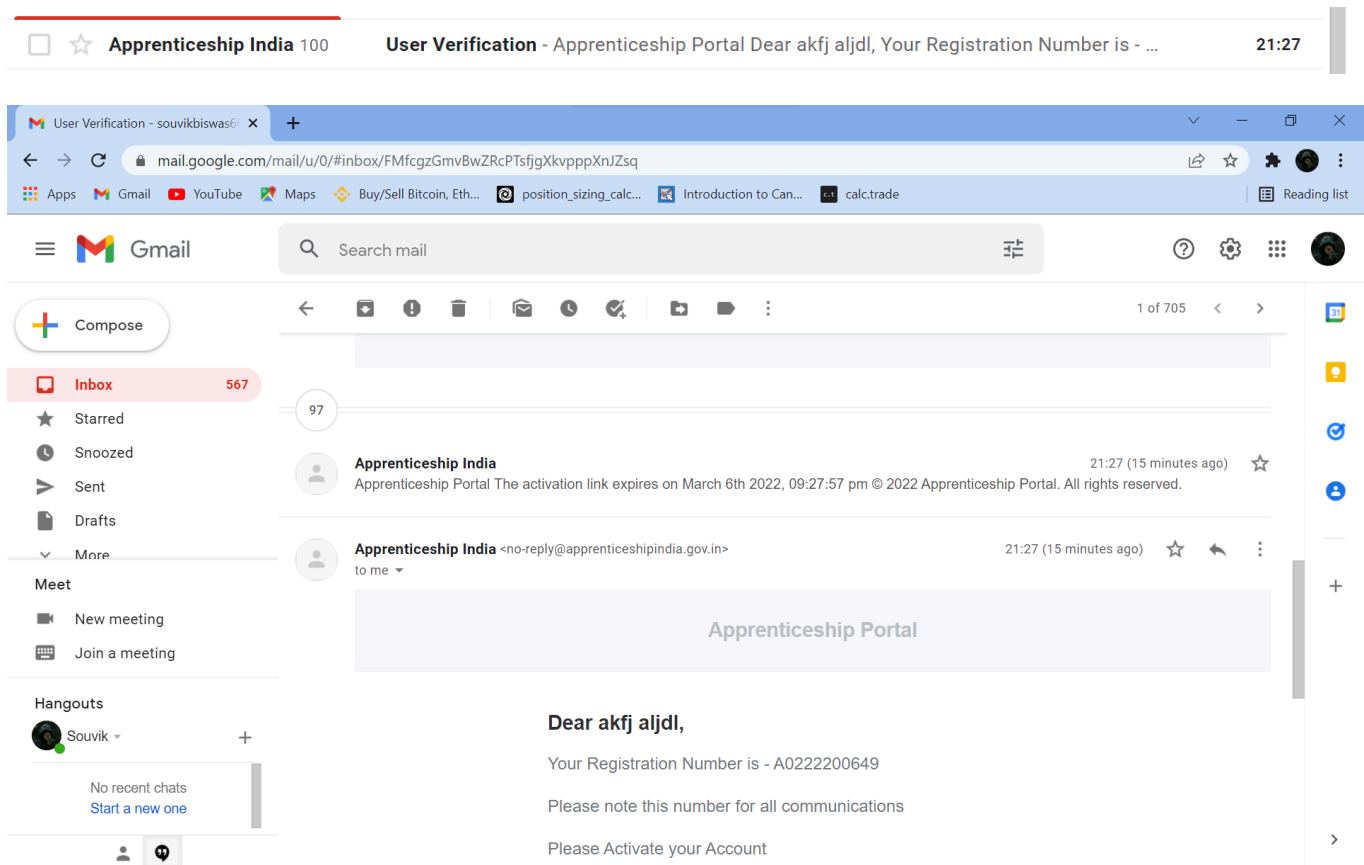 Apprenticeship India 100 User Verification - Apprenticeship Portal Dear akfj aljdl, Your Registration Number is - ... 21:27
User Verification - souvikbiswas6
mail.google.com/mail/u/0/#inbox/FMfcgzGmvBwZRcPTsfjgXkvpppXnJZsq
Apps Gmail YouTube Maps Buy/Sell Bitcoin, Eth... position_sizing_calc... Introduction to Can... c.t calc.trade Reading list
Gmail Search mail
Compose 1 of 705 31
Inbox 567
97
Starred
Snoozed
Apprenticeship India 21:27 (15 minutes ago)
Apprenticeship Portal The activation link expires on March 6th 2022, 09:27:57 pm © 2022 Apprenticeship Portal. All rights reserved.
Sent
Drafts
More
Apprenticeship India <no-reply@apprenticeshipindia.gov.in> 21:27 (15 minutes ago)
to me
Meet
New meeting
Join a meeting
Apprenticeship Portal
Hangouts
Souvik
No recent chats
Start a new one
Dear akfj aljdl,
Your Registration Number is - A0222200649
Please note this number for all communications
Please Activate your Account